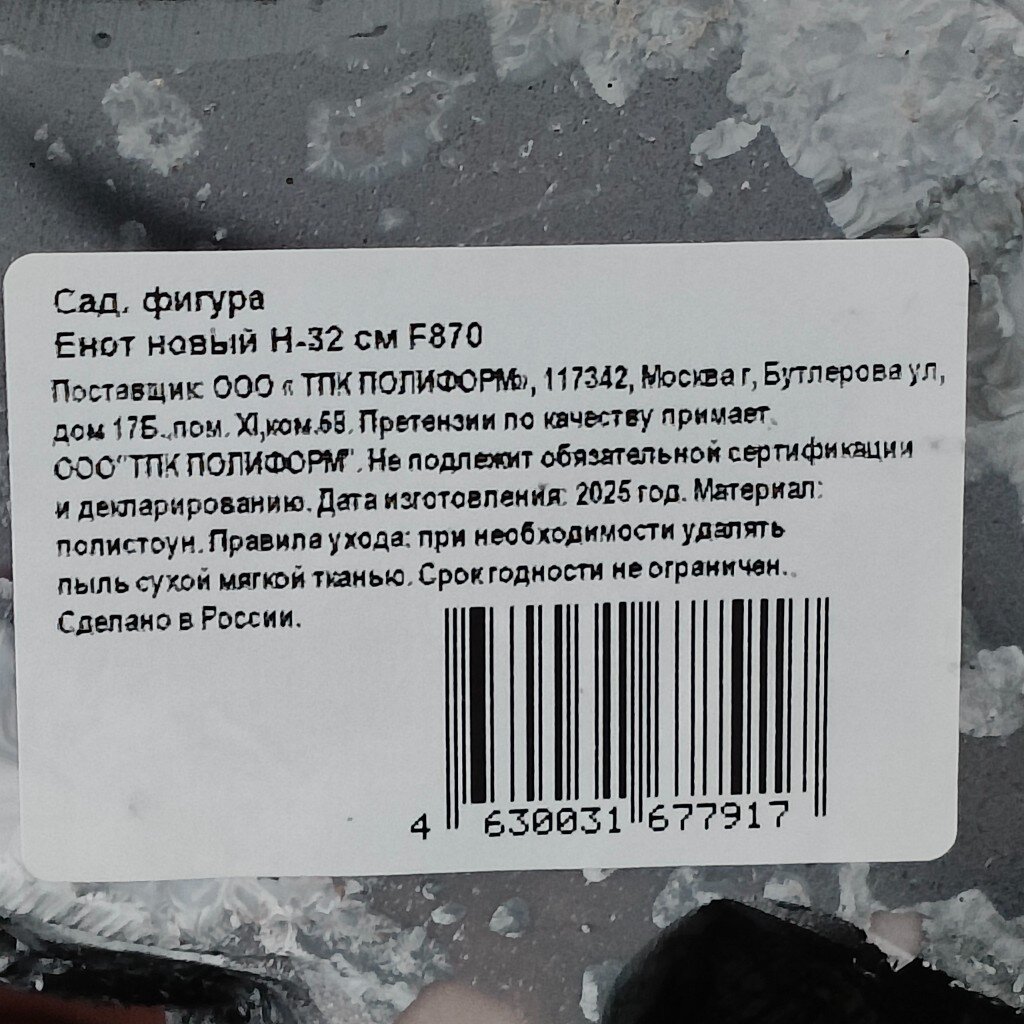 Сад. фигура
Енот новый Н-32 см F870
Поставщик: ООО « ТПК ПОЛИФОРМ», 117342, Москва г, Бутлерова ул,
дом 17Б.,пом. XI,ком.68. Претензии по качеству примает
ООО"ТПК ПОЛИФОРМ". Не подлежит обязательной сертификации
и декларированию. Дата изготовления: 2025 год. Материал:
полистоун. Правила ухода: при необходимости удалять
пыль сухой мягкой тканью. Срок годности не ограничен..
Сделано в России.
4 630031 677917